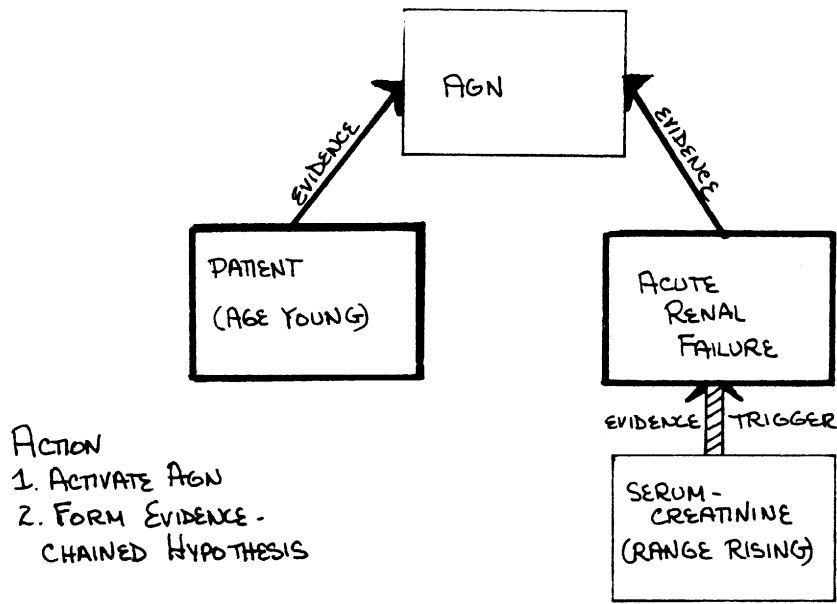 AGN
EVIDENCE
EVIDENCE
PATIENT
(AGE YOUNG)
ACUTE
RENAL
FAILURE
EVIDENCE TRIGGER
SERUM-
CREATININE
(RANGE RISING)
ACTION
1. ACTIVATE AGN
2. FORM EVIDENCE-
CHAINED HYPOTHESIS